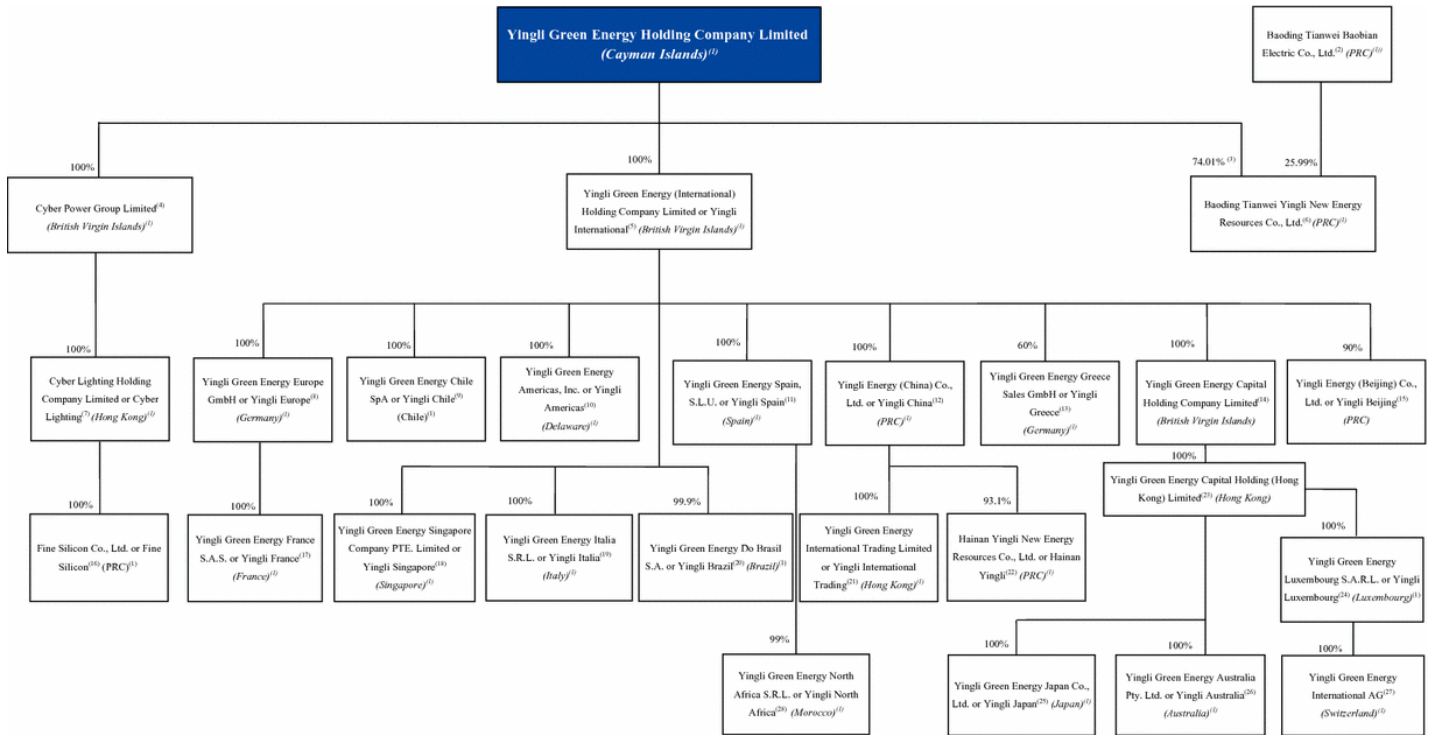 Yingli Green Energy Holding Company Limited
(Cayman Islands)(1)
Baoding Tianwei Baobian
Electric Co., Ltd.(2) (PRC)(1))
100%
100%
74.01% (3)
25.99%
Cyber Power Group Limited(4)
(British Virgin Islands)(1)
Yingli Green Energy (International)
Holding Company Limited or Yingli
International(5) (British Virgin Islands)(1)
Baoding Tianwei Yingli New Energy
Resources Co., Ltd.(6) (PRC)(1)
100%
100%
100%
100%
100%
100%
60%
100%
90%
Cyber Lighting Holding
Company Limited or Cyber
Lighting(7) (Hong Kong)(1)
Yingli Green Energy Europe
GmbH or Yingli Europe(8)
(Germany)(1)
Yingli Green Energy Chile
SpA or Yingli Chile(9)
(Chile)(1)
Yingli Green Energy
Americas, Inc. or Yingli
Americas(10)
(Delaware)(1)
Yingli Green Energy Spain,
S.L.U. or Yingli Spain(11)
(Spain)(1)
Yingli Energy (China) Co.,
Ltd. or Yingli China(12)
(PRC)(1)
Yingli Green Energy Greece
Sales GmbH or Yingli
Greece(13)
(Germany)(1)
Yingli Green Energy Capital
Holding Company Limited(14)
(British Virgin Islands)
Yingli Energy (Beijing) Co.,
Ltd. or Yingli Beijing(15)
(PRC)
100%
Yingli Green Energy Capital Holding (Hong
Kong) Limited(23) (Hong Kong)
100%
100%
100%
100%
99.9%
100%
93.1%
100%
Fine Silicon Co., Ltd. or Fine
Silicon(16) (PRC)(1)
Yingli Green Energy France
S.A.S. or Yingli France(17)
(France)(1)
Yingli Green Energy Singapore
Company PTE. Limited or
Yingli Singapore(18)
(Singapore)(1)
Yingli Green Energy Italia
S.R.L. or Yingli Italia(19)
(Italy)(1)
Yingli Green Energy Do Brasil
S.A. or Yingli Brazil(20) (Brazil)(1)
Yingli Green Energy
International Trading Limited
or Yingli International
Trading(21) (Hong Kong)(1)
Hainan Yingli New Energy
Resources Co., Ltd. or Hainan
Yingli(22) (PRC)(1)
Yingli Green Energy
Luxembourg S.A.R.L. or Yingli
Luxembourg(24) (Luxembourg)(1)
99%
100%
100%
100%
Yingli Green Energy North
Africa S.R.L. or Yingli North
Africa(28) (Morocco)(1)
Yingli Green Energy Japan Co.,
Ltd. or Yingli Japan(25) (Japan)(1)
Yingli Green Energy Australia
Pty. Ltd. or Yingli Australia(26)
(Australia)(1)
Yingli Green Energy
International AG(27)
(Switzerland)(1)